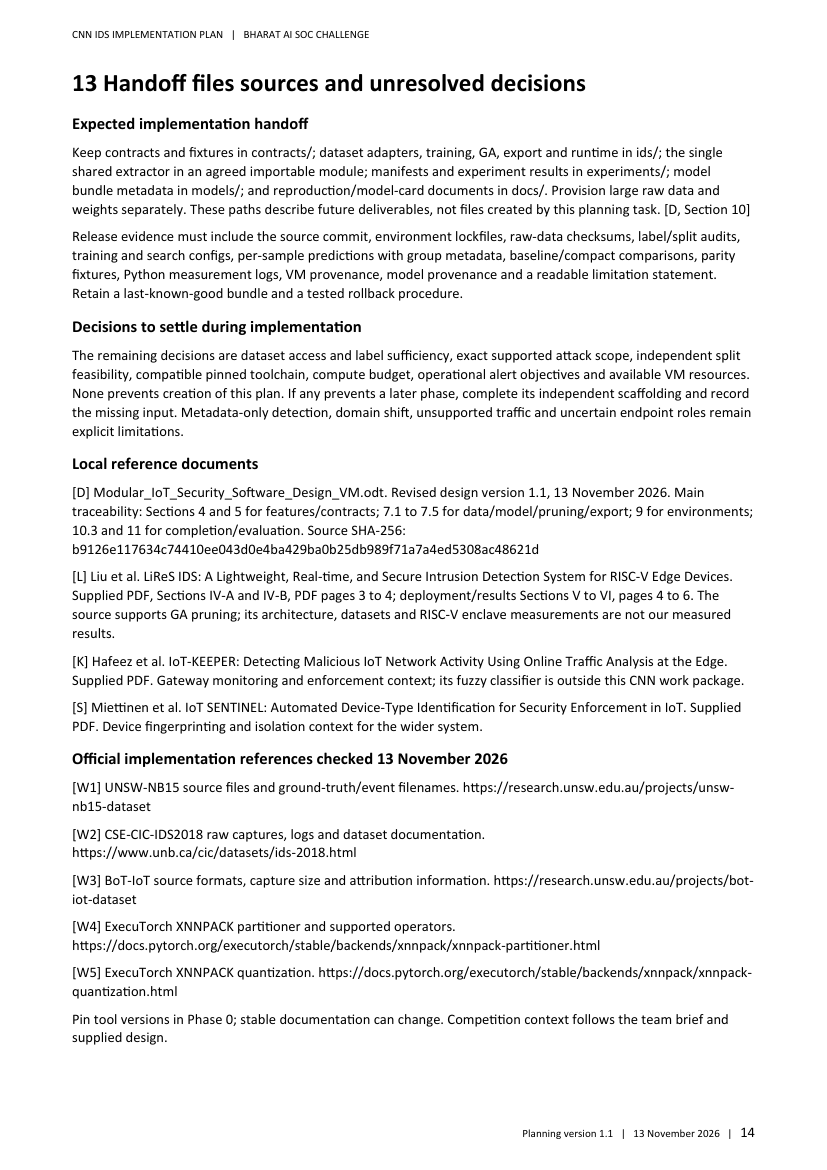 CNN IDS IMPLEMENTATION PLAN | BHARAT AI SOC CHALLENGE
13 Handoff files sources and unresolved decisions
Expected implementation handoff
Keep contracts and fixtures in contracts/; dataset adapters, training, GA, export and runtime in ids/; the single
shared extractor in an agreed importable module; manifests and experiment results in experiments/; model
bundle metadata in models/; and reproduction/model-card documents in docs/. Provision large raw data and
weights separately. These paths describe future deliverables, not files created by this planning task. [D, Section 10]
Release evidence must include the source commit, environment lockfiles, raw-data checksums, label/split audits,
training and search configs, per-sample predictions with group metadata, baseline/compact comparisons, parity
fixtures, Python measurement logs, VM provenance, model provenance and a readable limitation statement.
Retain a last-known-good bundle and a tested rollback procedure.
Decisions to settle during implementation
The remaining decisions are dataset access and label sufficiency, exact supported attack scope, independent split
feasibility, compatible pinned toolchain, compute budget, operational alert objectives and available VM resources.
None prevents creation of this plan. If any prevents a later phase, complete its independent scaffolding and record
the missing input. Metadata-only detection, domain shift, unsupported traffic and uncertain endpoint roles remain
explicit limitations.
Local reference documents
[D] Modular_IoT_Security_Software_Design_VM.odt. Revised design version 1.1, 13 November 2026. Main
traceability: Sections 4 and 5 for features/contracts; 7.1 to 7.5 for data/model/pruning/export; 9 for environments;
10.3 and 11 for completion/evaluation. Source SHA-256:
b9126e117634c74410ee043d0e4ba429ba0b25db989f71a7a4ed5308ac48621d
[L] Liu et al. LiReS IDS: A Lightweight, Real-time, and Secure Intrusion Detection System for RISC-V Edge Devices.
Supplied PDF, Sections IV-A and IV-B, PDF pages 3 to 4; deployment/results Sections V to VI, pages 4 to 6. The
source supports GA pruning; its architecture, datasets and RISC-V enclave measurements are not our measured
results.
[K] Hafeez et al. IoT-KEEPER: Detecting Malicious IoT Network Activity Using Online Traffic Analysis at the Edge.
Supplied PDF. Gateway monitoring and enforcement context; its fuzzy classifier is outside this CNN work package.
[S] Miettinen et al. IoT SENTINEL: Automated Device-Type Identification for Security Enforcement in IoT. Supplied
PDF. Device fingerprinting and isolation context for the wider system.
Official implementation references checked 13 November 2026
[W1] UNSW-NB15 source files and ground-truth/event filenames. https://research.unsw.edu.au/projects/unsw-
nb15-dataset
[W2] CSE-CIC-IDS2018 raw captures, logs and dataset documentation.
https://www.unb.ca/cic/datasets/ids-2018.html
[W3] BoT-IoT source formats, capture size and attribution information. https://research.unsw.edu.au/projects/bot-
iot-dataset
[W4] ExecuTorch XNNPACK partitioner and supported operators.
https://docs.pytorch.org/executorch/stable/backends/xnnpack/xnnpack-partitioner.html
[W5] ExecuTorch XNNPACK quantization. https://docs.pytorch.org/executorch/stable/backends/xnnpack/xnnpack-
quantization.html
Pin tool versions in Phase 0; stable documentation can change. Competition context follows the team brief and
supplied design.
Planning version 1.1 | 13 November 2026 | 14